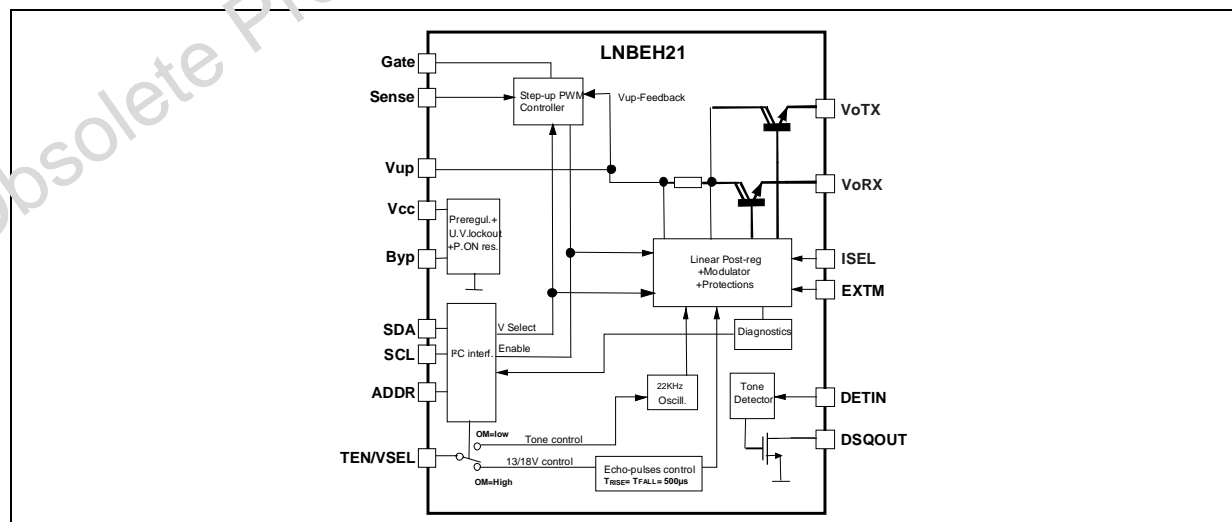 Obsolete Pro
LNBEH21
Gate
Sense
Step-up PWM
Controller
Vup-Feedback
VoTX
Vup
VoRX
Vcc
Preregul.+
U.V.lockout
+P.ON res.
Byp
Linear Post-reg
+Modulator
+Protections
ISEL
EXTM
SDA
V Select
Diagnostics
SCL
I²C interf.
Enable
ADDR
22KHz
Oscill.
Tone
Detector
DETIN
OM=low
Tone control
DSQOUT
TEN/VSEL
13/18V control
OM=High
Echo-pulses control
TRISE= TFALL= 500µs